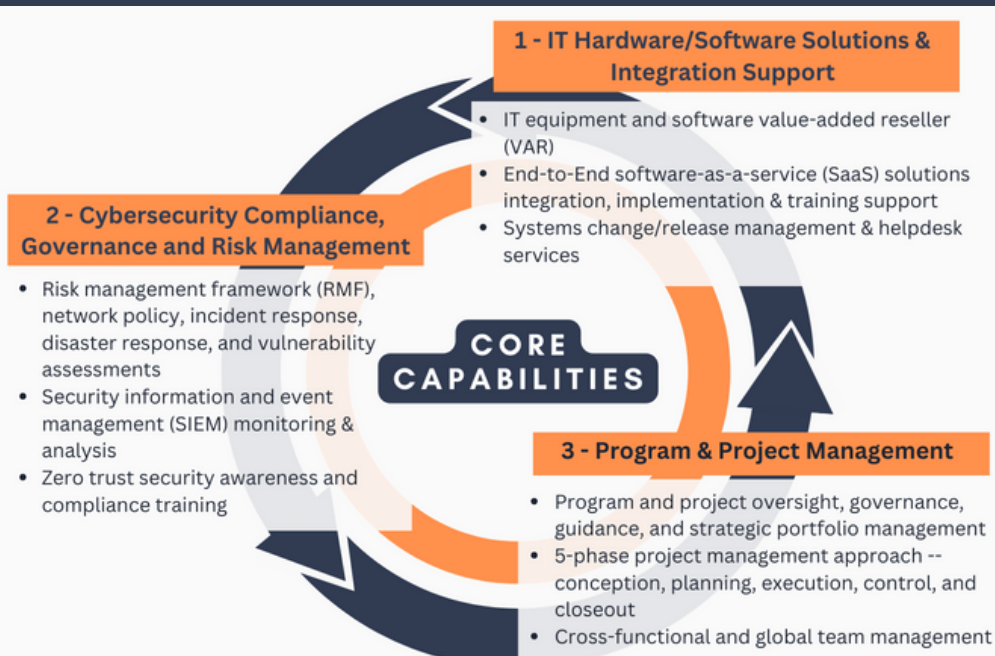 1 - IT Hardware/Software Solutions &
Integration Support
• IT equipment and software value-added reseller
(VAR)
• End-to-End software-as-a-service (SaaS) solutions
integration, implementation & training support
• Systems change/release management & helpdesk
services
2 - Cybersecurity Compliance,
Governance and Risk Management
• Risk management framework (RMF),
network policy, incident response,
disaster response, and vulnerability
assessments
• Security information and event
management (SIEM) monitoring &
analysis
• Zero trust security awareness and
compliance training
CORE
CAPABILITIES
3 - Program & Project Management
• Program and project oversight, governance,
guidance, and strategic portfolio management
• 5-phase project management approach --
conception, planning, execution, control, and
closeout
• Cross-functional and global team management